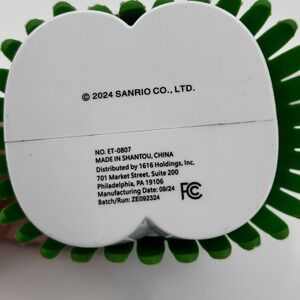 © 2024 SANRIO CO., LTD.
NO. ET-0807
MADE IN SHANTOU, CHINA
Distributed by 1616 Holdings, Inc.
701 Market Street, Suite 200
Philadelphia, PA 19106
Manufacturing Date: 09/24
Batch/Run: ZE092324
FC